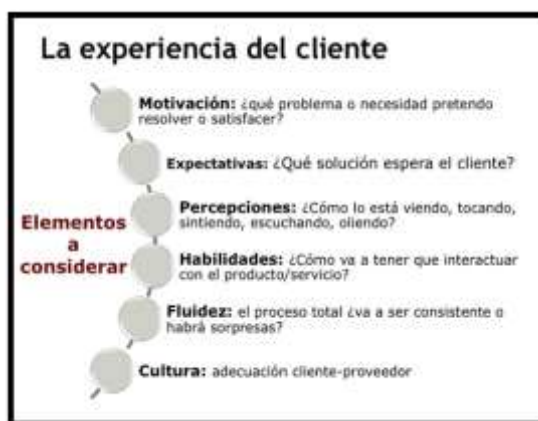 La experiencia del cliente
Motivación: ¿qué problema o necesidad pretendo
resolver o satisfacer?
Expectativas: ¿Qué solución espera el cliente?
Percepciones: ¿Cómo lo está viendo, tocando,
sintiendo, escuchando, oliendo?
Elementos
a
considerar
Habilidades: ¿Cómo va a tener que interactuar
con el producto/servicio?
Fluidez: el proceso total ¿va a ser consistente o
habrá sorpresas?
Cultura: adecuación cliente-proveedor